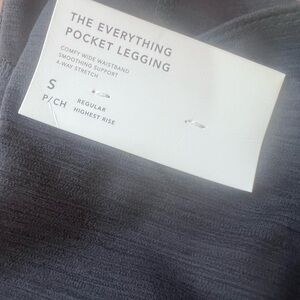 THE EVERYTHING
POCKET LEGGING
COMFY WIDE WAISTBAND
SMOOTHING SUPPORT
4-WAY STRETCH
S
P/CH
REGULAR
HIGHEST RISE